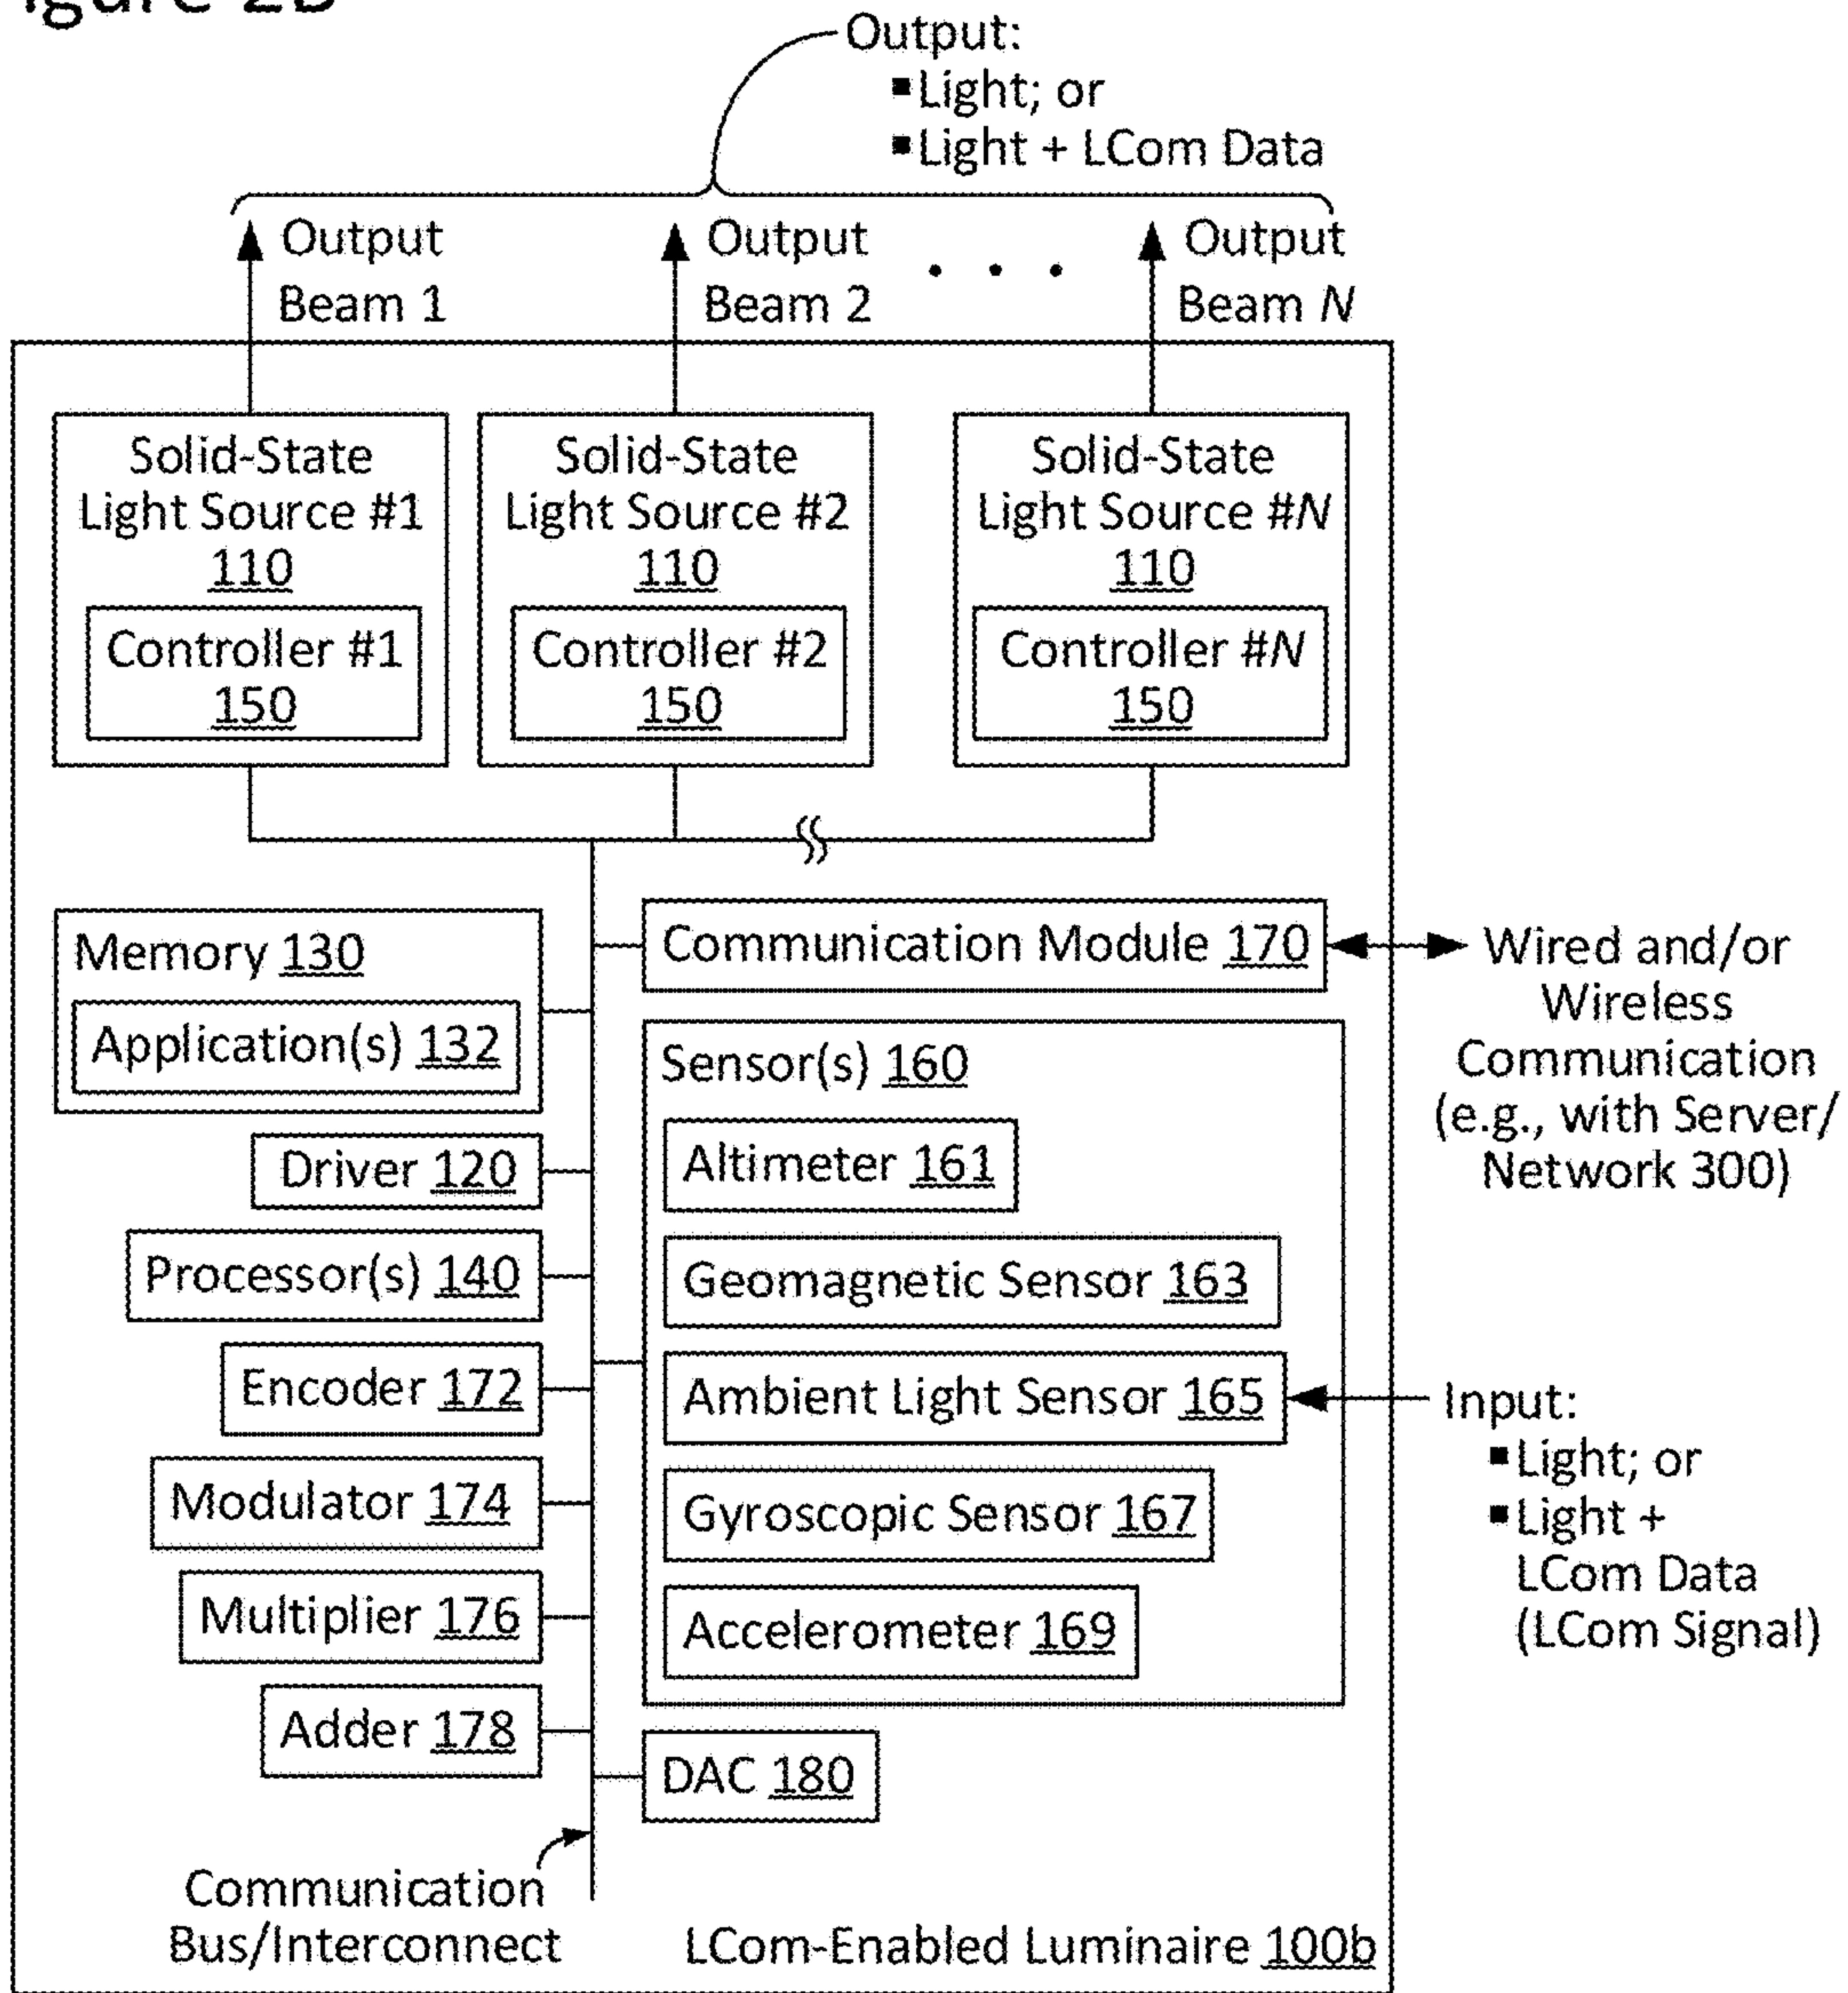 Output:
▪Light; or
▪Light + LCom Data
Output
Beam 1
Output
Beam 2
. . .
Output
Beam N
Solid-State
Light Source #1
110
Controller #1
150
Solid-State
Light Source #2
110
Controller #2
150
Solid-State
Light Source #N
110
Controller #N
150
Memory 130
Application(s) 132
Driver 120
Processor(s) 140
Encoder 172
Modulator 174
Multiplier 176
Adder 178
Communication
Bus/Interconnect
Communication Module 170
Sensor(s) 160
Altimeter 161
Geomagnetic Sensor 163
Ambient Light Sensor 165
Gyroscopic Sensor 167
Accelerometer 169
DAC 180
LCom-Enabled Luminaire 100b
Wired and/or
Wireless
Communication
(e.g., with Server/
Network 300)
Input:
▪Light; or
▪Light +
LCom Data
(LCom Signal)